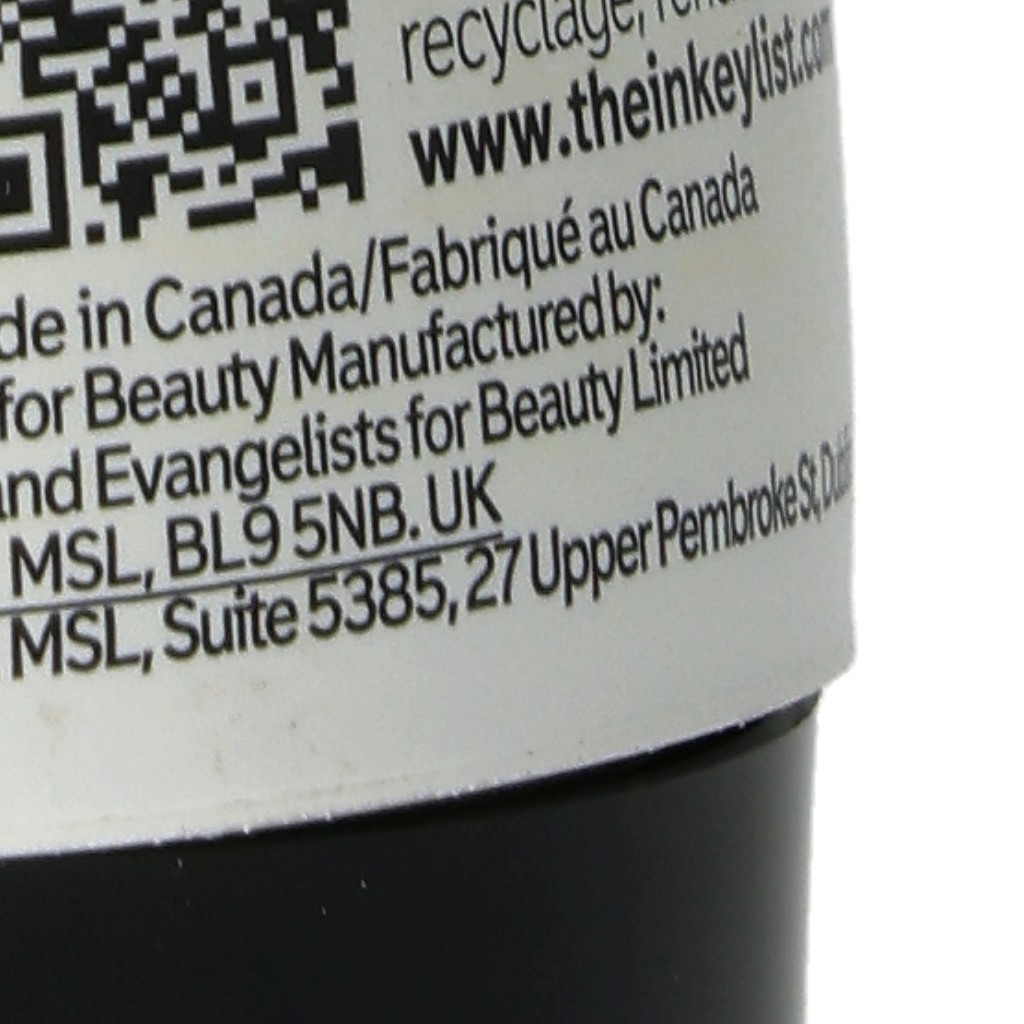 recyclage,
www.theinkeylist.com
de in Canada/Fabriqué au Canada
for Beauty Manufactured by:
and Evangelists for Beauty Limited
MSL, BL9 5NB. UK
MSL, Suite 5385, 27 Upper Pembroke St,